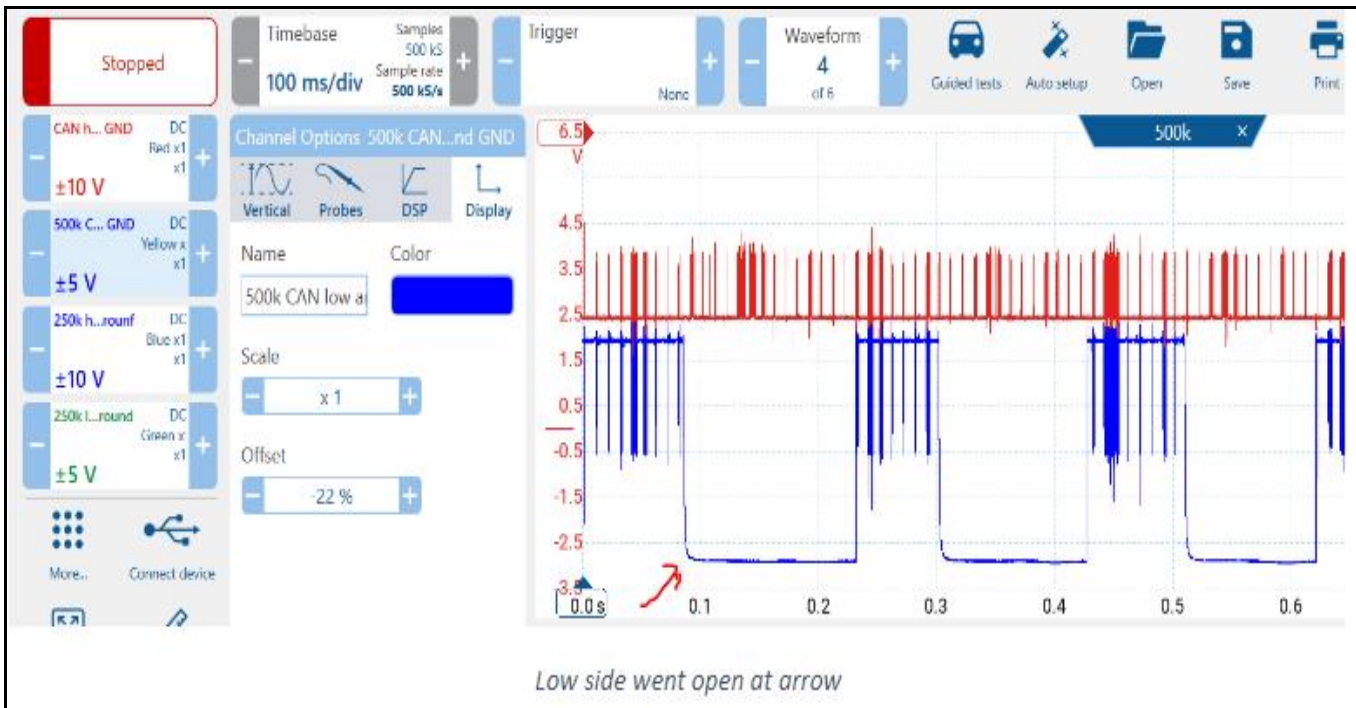 Stopped
Timebase
100 ms/div
Samples
500 kS
Sample rate
500 kS/s
Trigger
None
Waveform
4
of 6
Guided tests
Auto setup
Open
Save
Print
CAN h... GND
DC
Red x1
x1
±10 V
500k C... GND
DC
Yellow x
x1
±5 V
250k h...rounf
DC
Blue x1
x1
±10 V
250k l...round
DC
Green x
x1
±5 V
More...
Connect device
Channel Options 500k CAN...nd GND
Vertical
Probes
DSP
Display
Name
Color
500k CAN low a
Scale
x 1
Offset
-22 %
500k
x
6.5
V
4.5
3.5
2.5
1.5
0.5
-0.5
-1.5
-2.5
-3.5
0.0 s
0.1
0.2
0.3
0.4
0.5
0.6
Low side went open at arrow